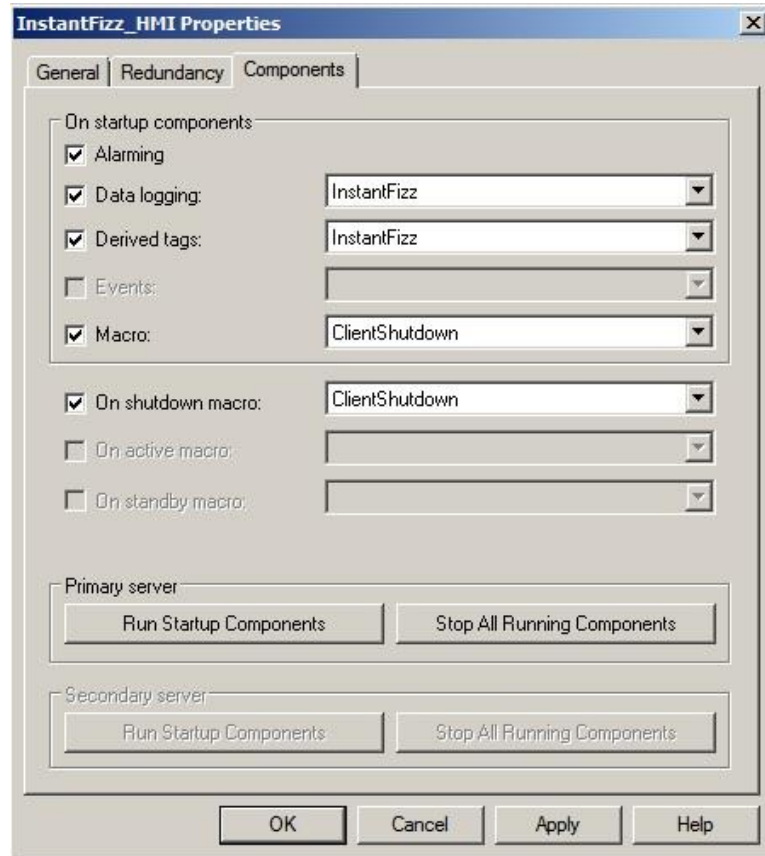 InstantFizz_HMI Properties
General Redundancy Components
On startup components
Alarming
Data logging: InstantFizz
Derived tags: InstantFizz
Events:
Macro: ClientShutdown
On shutdown macro: ClientShutdown
On active macro:
On standby macro:
Primary server
Run Startup Components Stop All Running Components
Secondary server
Run Startup Components Stop All Running Components
OK Cancel Apply Help